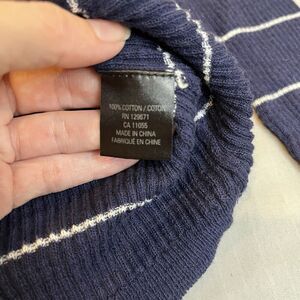 100% COTTON / COTON
RN 129671
CA 11055
MADE IN CHINA
FABRIQUÉ EN CHINE